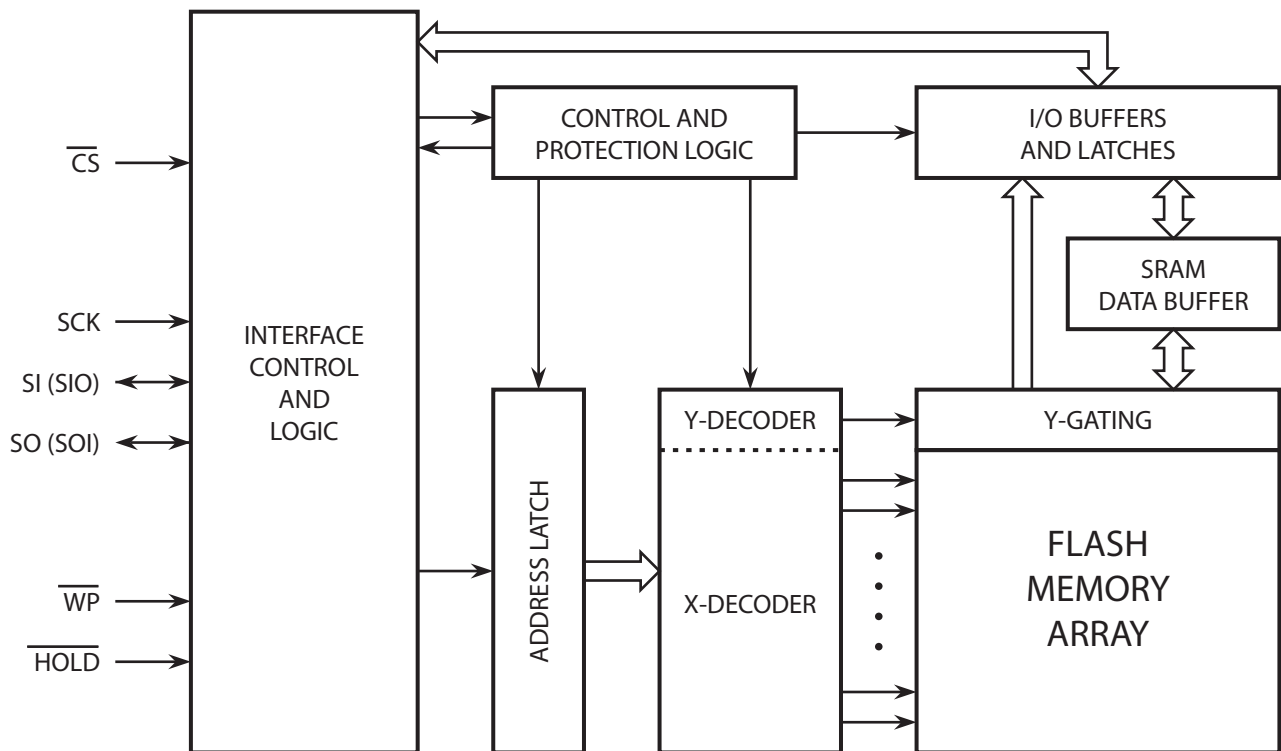 CS
SCK
SI (SIO)
SO (SOI)
WP
HOLD
INTERFACE
CONTROL
AND
LOGIC
CONTROL AND
PROTECTION LOGIC
I/O BUFFERS
AND LATCHES
SRAM
DATA BUFFER
ADDRESS LATCH
Y-DECODER
X-DECODER
Y-GATING
FLASH
MEMORY
ARRAY